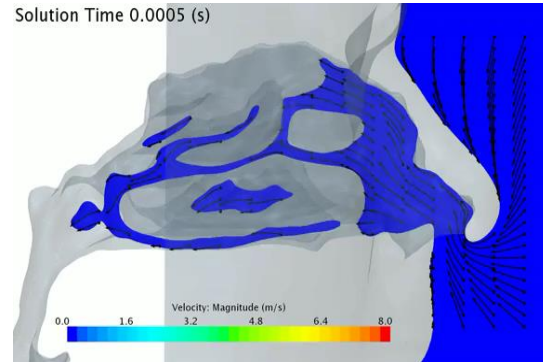 Solution Time 0.0005 (s)
Velocity: Magnitude (m/s)
0.0 1.6 3.2 4.8 6.4 8.0